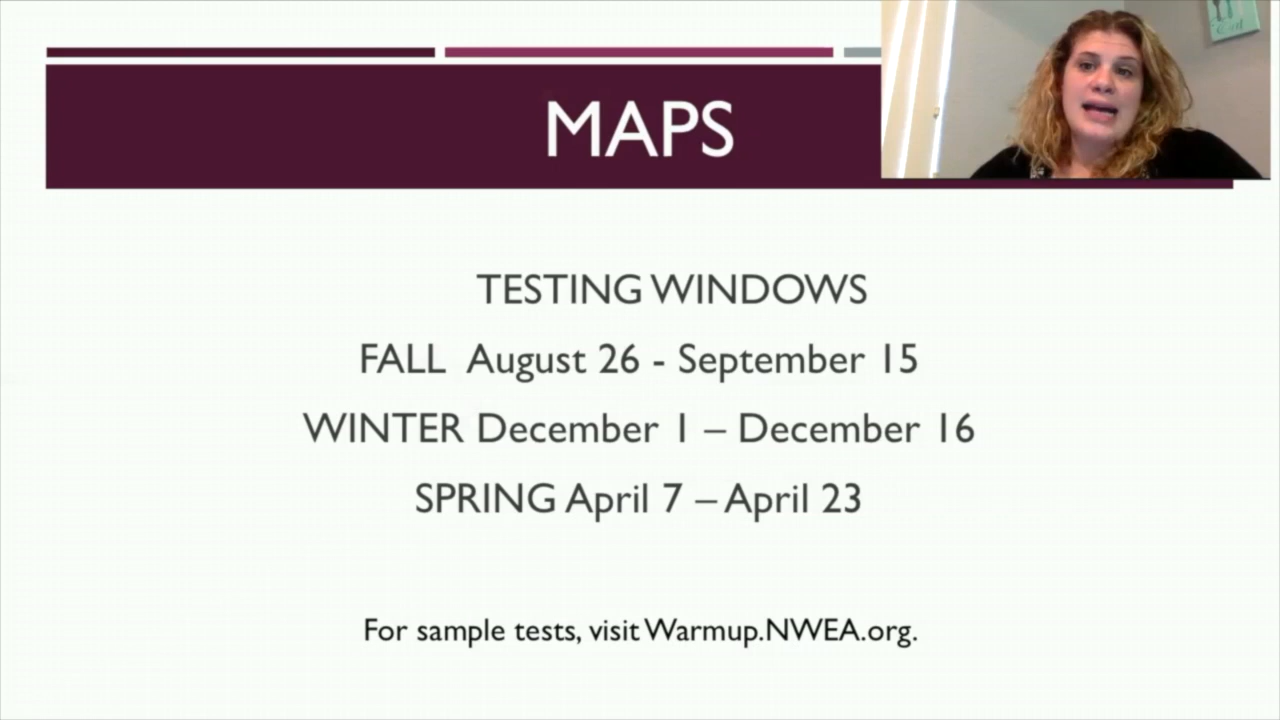 MAPS
Eat
TESTING WINDOWS
FALL August 26 - September 15
WINTER December 1 – December 16
SPRING April 7 – April 23
For sample tests, visit Warmup.NWEA.org.